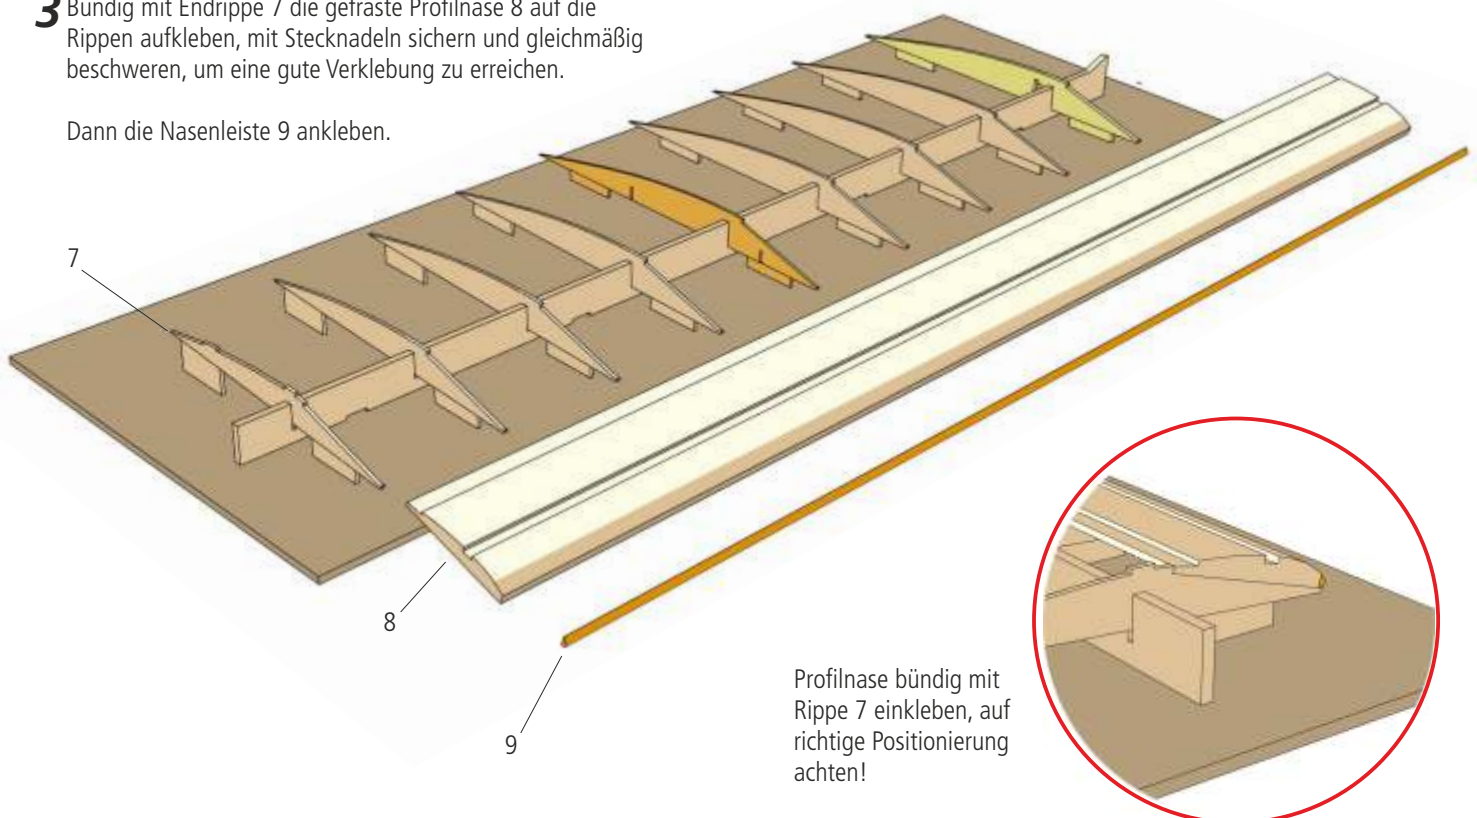 3 Bündig mit Endrippe 7 die gefräste Profilnase 8 auf die
Rippen aufkleben, mit Stecknadeln sichern und gleichmäßig
beschweren, um eine gute Verklebung zu erreichen.
Dann die Nasenleiste 9 ankleben.
7
8
9
Profilnase bündig mit
Rippe 7 einkleben, auf
richtige Positionierung
achten!